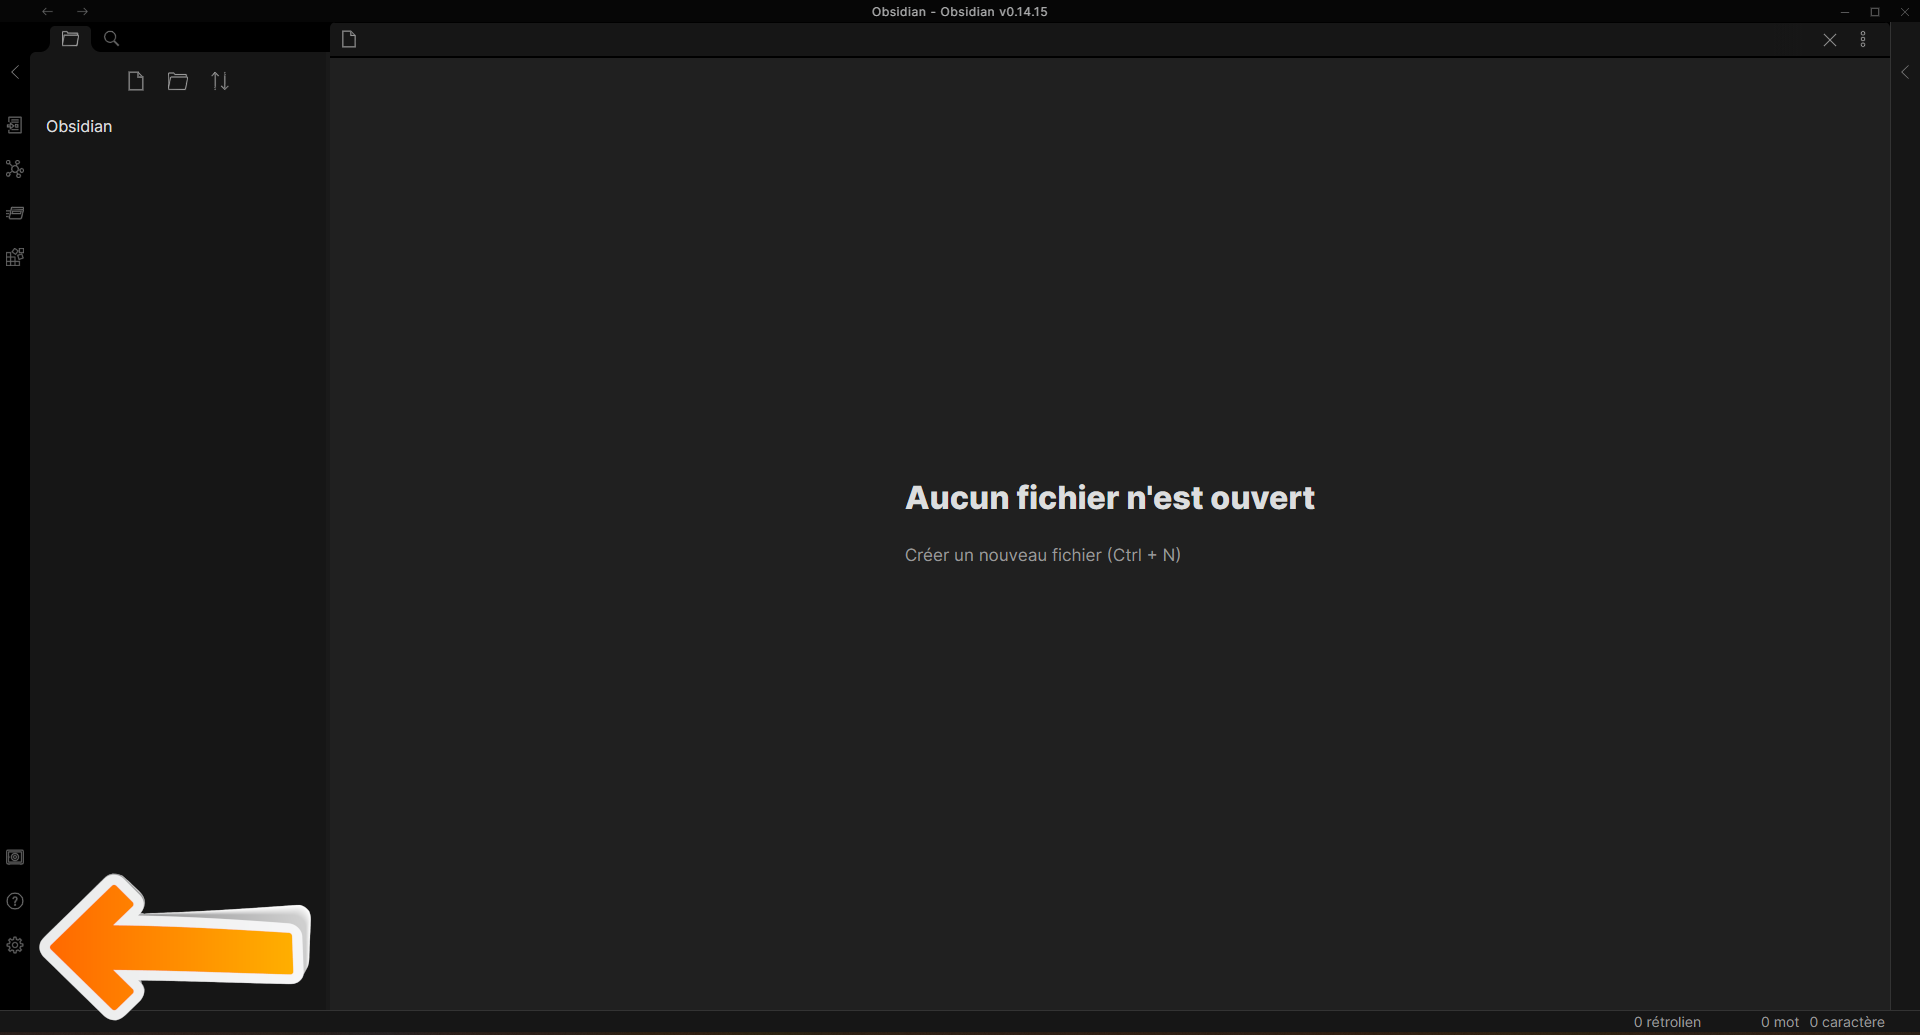 Obsidian - Obsidian v0.14.15
Obsidian
Aucun fichier n'est ouvert
Créer un nouveau fichier (Ctrl + N)
0 rétrolien 0 mot 0 caractère